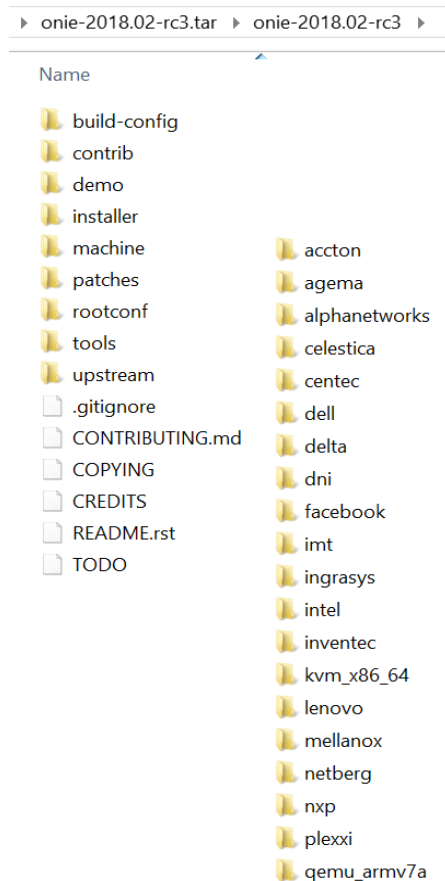 onie-2018.02-rc3.tar onie-2018.02-rc3
Name
build-config
contrib
demo
installer
machine
patches
rootconf
tools
upstream
.gitignore
CONTRIBUTING.md
COPYING
CREDITS
README.rst
TODO
accton
agema
alphanetworks
celestica
centec
dell
delta
dni
facebook
imt
ingrasys
intel
inventec
kvm_x86_64
lenovo
mellanox
netberg
nxp
plexxi
qemu_armv7a